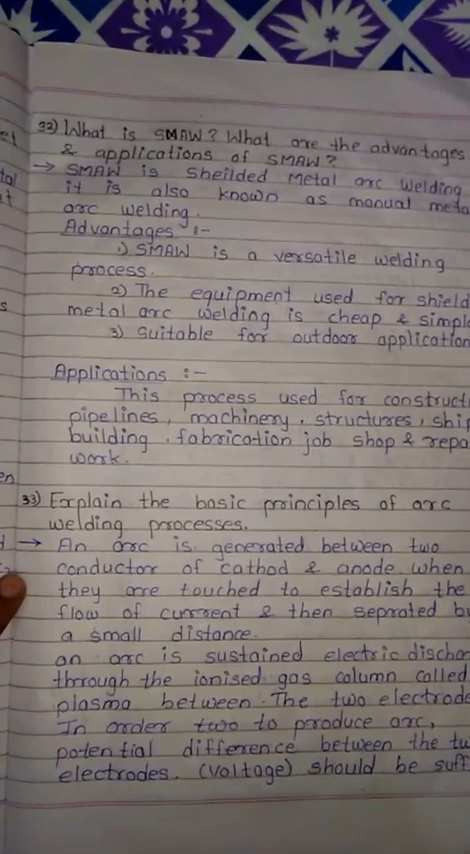 32) What is SMAW? What are the advantages
& applications of SMAW?
→ SMAW is Sheilded Metal arc Welding
it is also known as manual meta
arc welding.
Advantages :-
1) SMAW is a versatile welding
process.
2) The equipment used for shield
metal arc welding is cheap & simple
3) Suitable for outdoor application
Applications :-
This process used for construct
pipelines, machinery, structures, ship
building, fabrication job shop & repa
work.
33) Explain the basic principles of arc
welding processes.
→ An arc is generated between two
conductor of cathod & anode when
they are touched to establish the
flow of current & then seprated by
a small distance.
an arc is sustained electric discha
through the ionised gas column called
plasma between. The two electrode
In order two to produce arc,
potential difference between the tw
electrodes. (voltage) should be suff